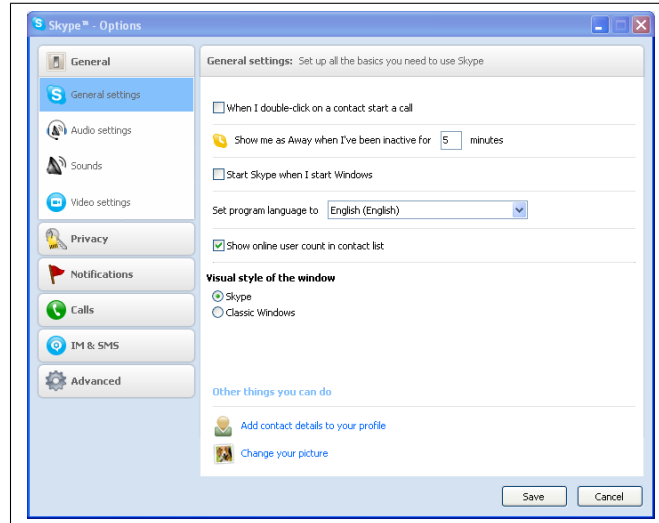 Skype™ - Options
General
General settings
Audio settings
Sounds
Video settings
Privacy
Notifications
Calls
IM & SMS
Advanced
General settings: Set up all the basics you need to use Skype
When I double-click on a contact start a call
Show me as Away when I've been inactive for 5 minutes
Start Skype when I start Windows
Set program language to English (English)
Show online user count in contact list
Visual style of the window
Skype
Classic Windows
Other things you can do
Add contact details to your profile
Change your picture
Save Cancel